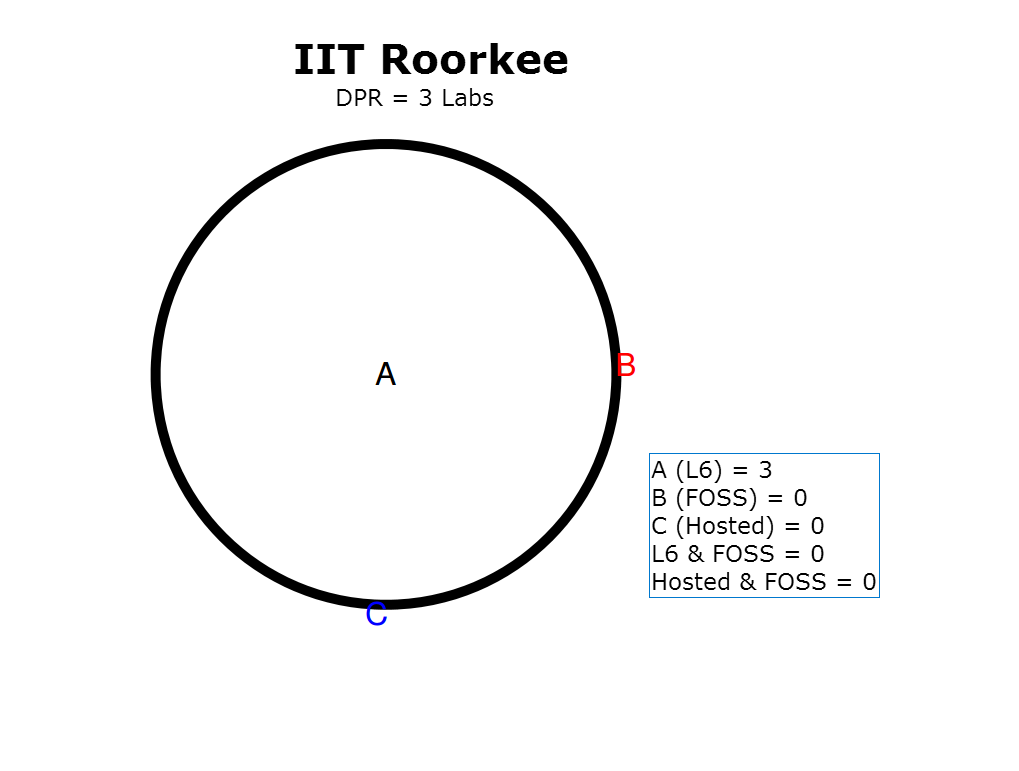 IIT Roorkee
DPR = 3 Labs
A
B
C
A (L6) = 3
B (FOSS) = 0
C (Hosted) = 0
L6 & FOSS = 0
Hosted & FOSS = 0